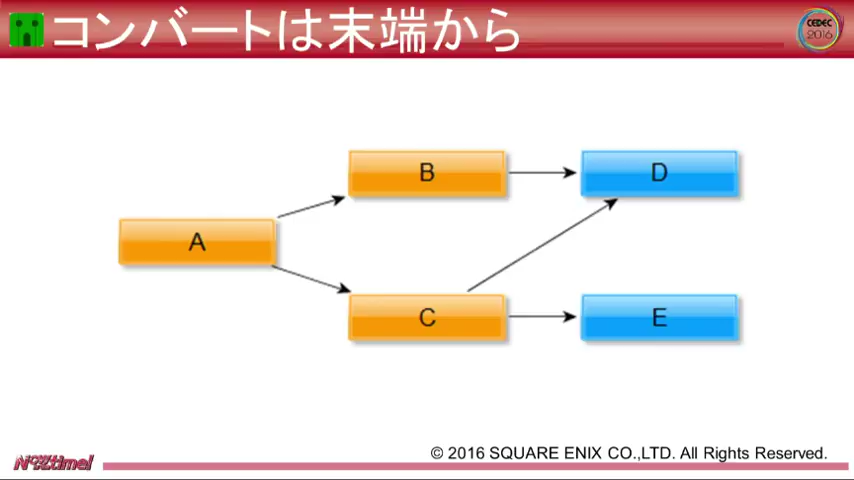 コンバートは末端から
CEDEC
2016
B
D
A
C
E
© 2016 SQUARE ENIX CO.,LTD. All Rights Reserved.